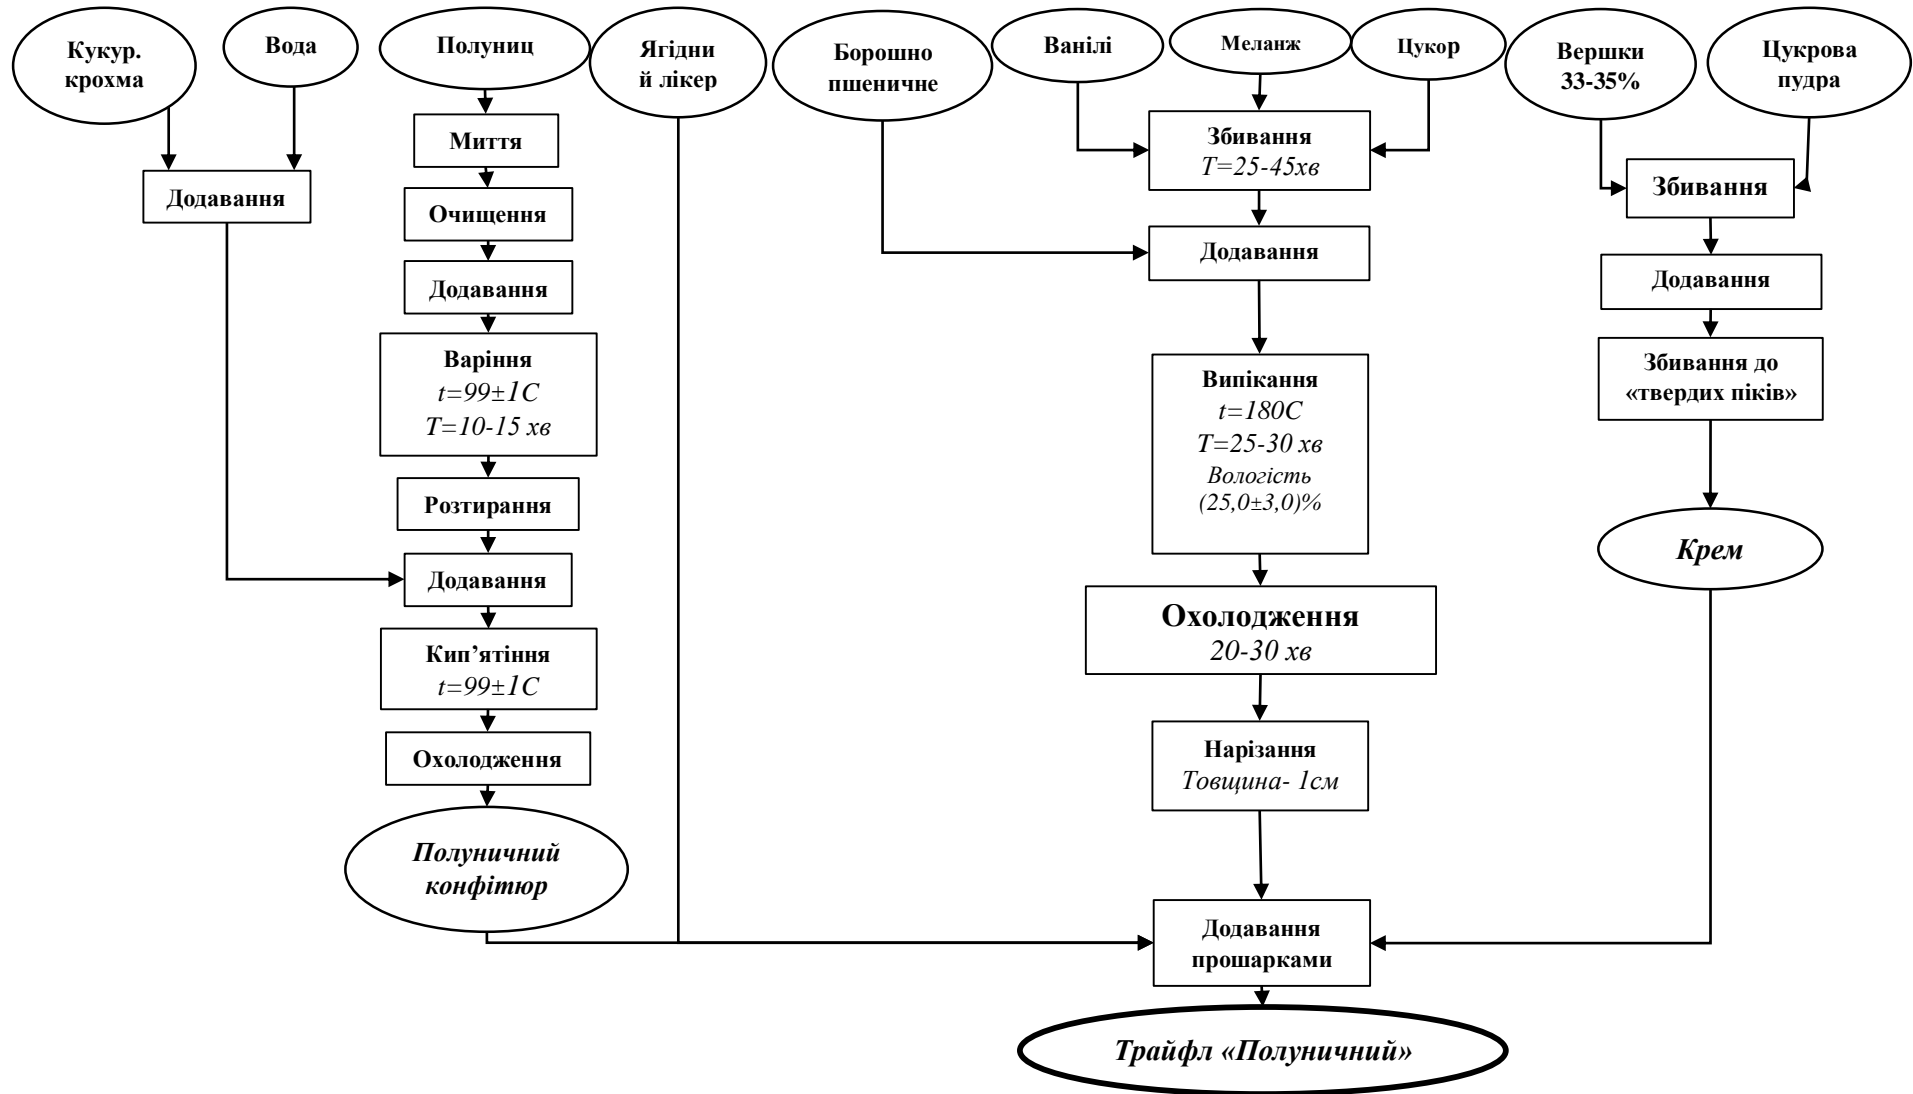 Кукур.
крохма
Вода
Полуниц
Ягідни
й лікер
Борошно
пшеничне
Ванілі
Меланж
Цукор
Вершки
33-35%
Цукрова
пудра
Додавання
Миття
Очищення
Додавання
Варіння
t=99±1С
Т=10-15 хв
Розтирання
Додавання
Кип’ятіння
t=99±1С
Охолодження
Полуничний
конфітюр
Збивання
Т=25-45хв
Додавання
Випікання
t=180С
Т=25-30 хв
Вологість
(25,0±3,0)%
Охолодження
20-30 хв
Нарізання
Товщина- 1см
Збивання
Додавання
Збивання до
«твердих піків»
Крем
Додавання
прошарками
Трайфл «Полуничний»